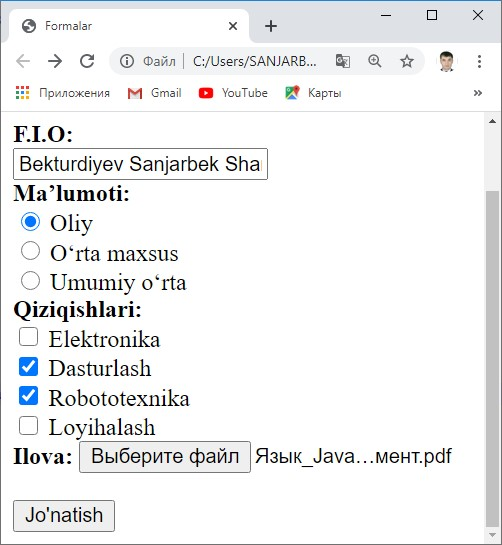 Formalar
Файл C:/Users/SANJARB...
Приложения Gmail YouTube Карты
F.I.O:
Bekturdiyev Sanjarbek Shar
Ma’lumoti:
Oliy
O‘rta maxsus
Umumiy o‘rta
Qiziqishlari:
Elektronika
Dasturlash
Robototexnika
Loyihalash
Ilova: Выберите файл Язык_Java…мент.pdf
Jo'natish